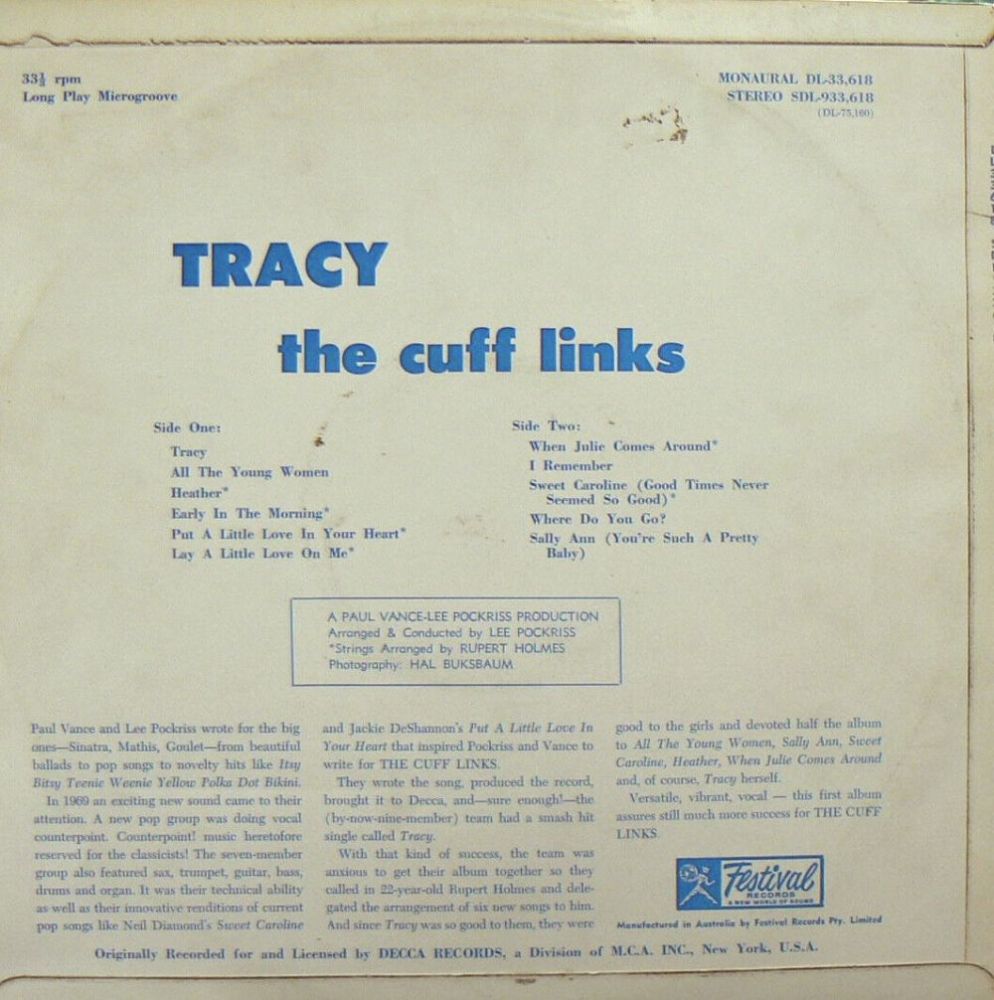 33⅓ rpm
Long Play Microgroove
MONAURAL DL-33,618
STEREO SDL-933,618
(DL-75,160)
TRACY
the cuff links
Side One:
Tracy
All The Young Women
Heather*
Early In The Morning*
Put A Little Love In Your Heart*
Lay A Little Love On Me*
Side Two:
When Julie Comes Around*
I Remember
Sweet Caroline (Good Times Never
Seemed So Good)*
Where Do You Go?
Sally Ann (You're Such A Pretty
Baby)
A PAUL VANCE-LEE POCKRISS PRODUCTION
Arranged & Conducted by LEE POCKRISS
*Strings Arranged by RUPERT HOLMES
Photography: HAL BUKSBAUM
Paul Vance and Lee Pockriss wrote for the big
ones—Sinatra, Mathis, Goulet—from beautiful
ballads to pop songs to novelty hits like Itsy
Bitsy Teenie Weenie Yellow Polka Dot Bikini.
In 1969 an exciting new sound came to their
attention. A new pop group was doing vocal
counterpoint. Counterpoint! music heretofore
reserved for the classicists! The seven-member
group also featured sax, trumpet, guitar, bass,
drums and organ. It was their technical ability
as well as their innovative renditions of current
pop songs like Neil Diamond's Sweet Caroline
and Jackie DeShannon's Put A Little Love In
Your Heart that inspired Pockriss and Vance to
write for THE CUFF LINKS.
They wrote the song, produced the record,
brought it to Decca, and—sure enough!—the
(by-now-nine-member) team had a smash hit
single called Tracy.
With that kind of success, the team was
anxious to get their album together so they
called in 22-year-old Rupert Holmes and dele-
gated the arrangement of six new songs to him.
And since Tracy was so good to them, they were
good to the girls and devoted half the album
to All The Young Women, Sally Ann, Sweet
Caroline, Heather, When Julie Comes Around
and, of course, Tracy herself.
Versatile, vibrant, vocal — this first album
assures still much more success for THE CUFF
LINKS.
Festival
RECORDS
A NEW WORLD OF SOUND
Manufactured in Australia by Festival Records Pty. Limited
Originally Recorded for and Licensed by DECCA RECORDS, a Division of M.C.A. INC., New York, U.S.A.